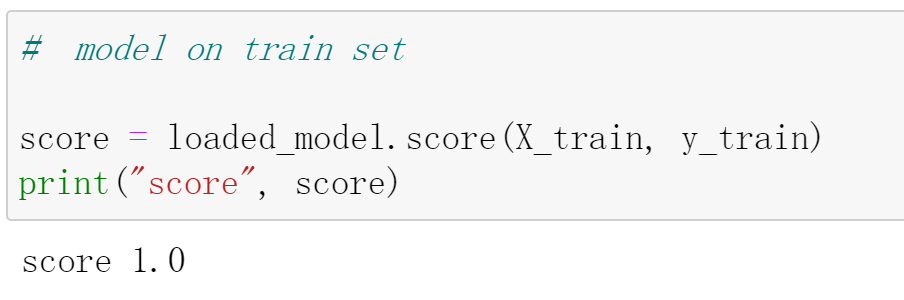 # model on train set
score = loaded_model.score(X_train, y_train)
print("score", score)
score 1.0